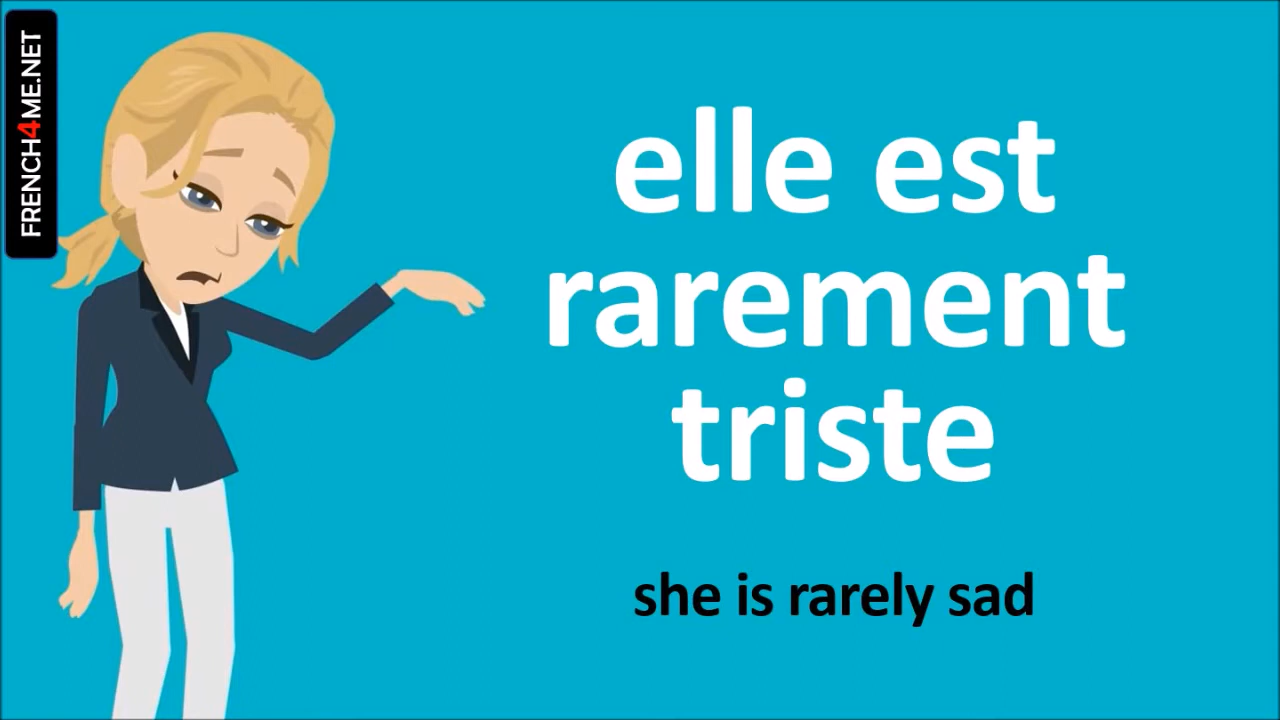 FRENCH4ME.NET
elle est
rarement
triste
she is rarely sad